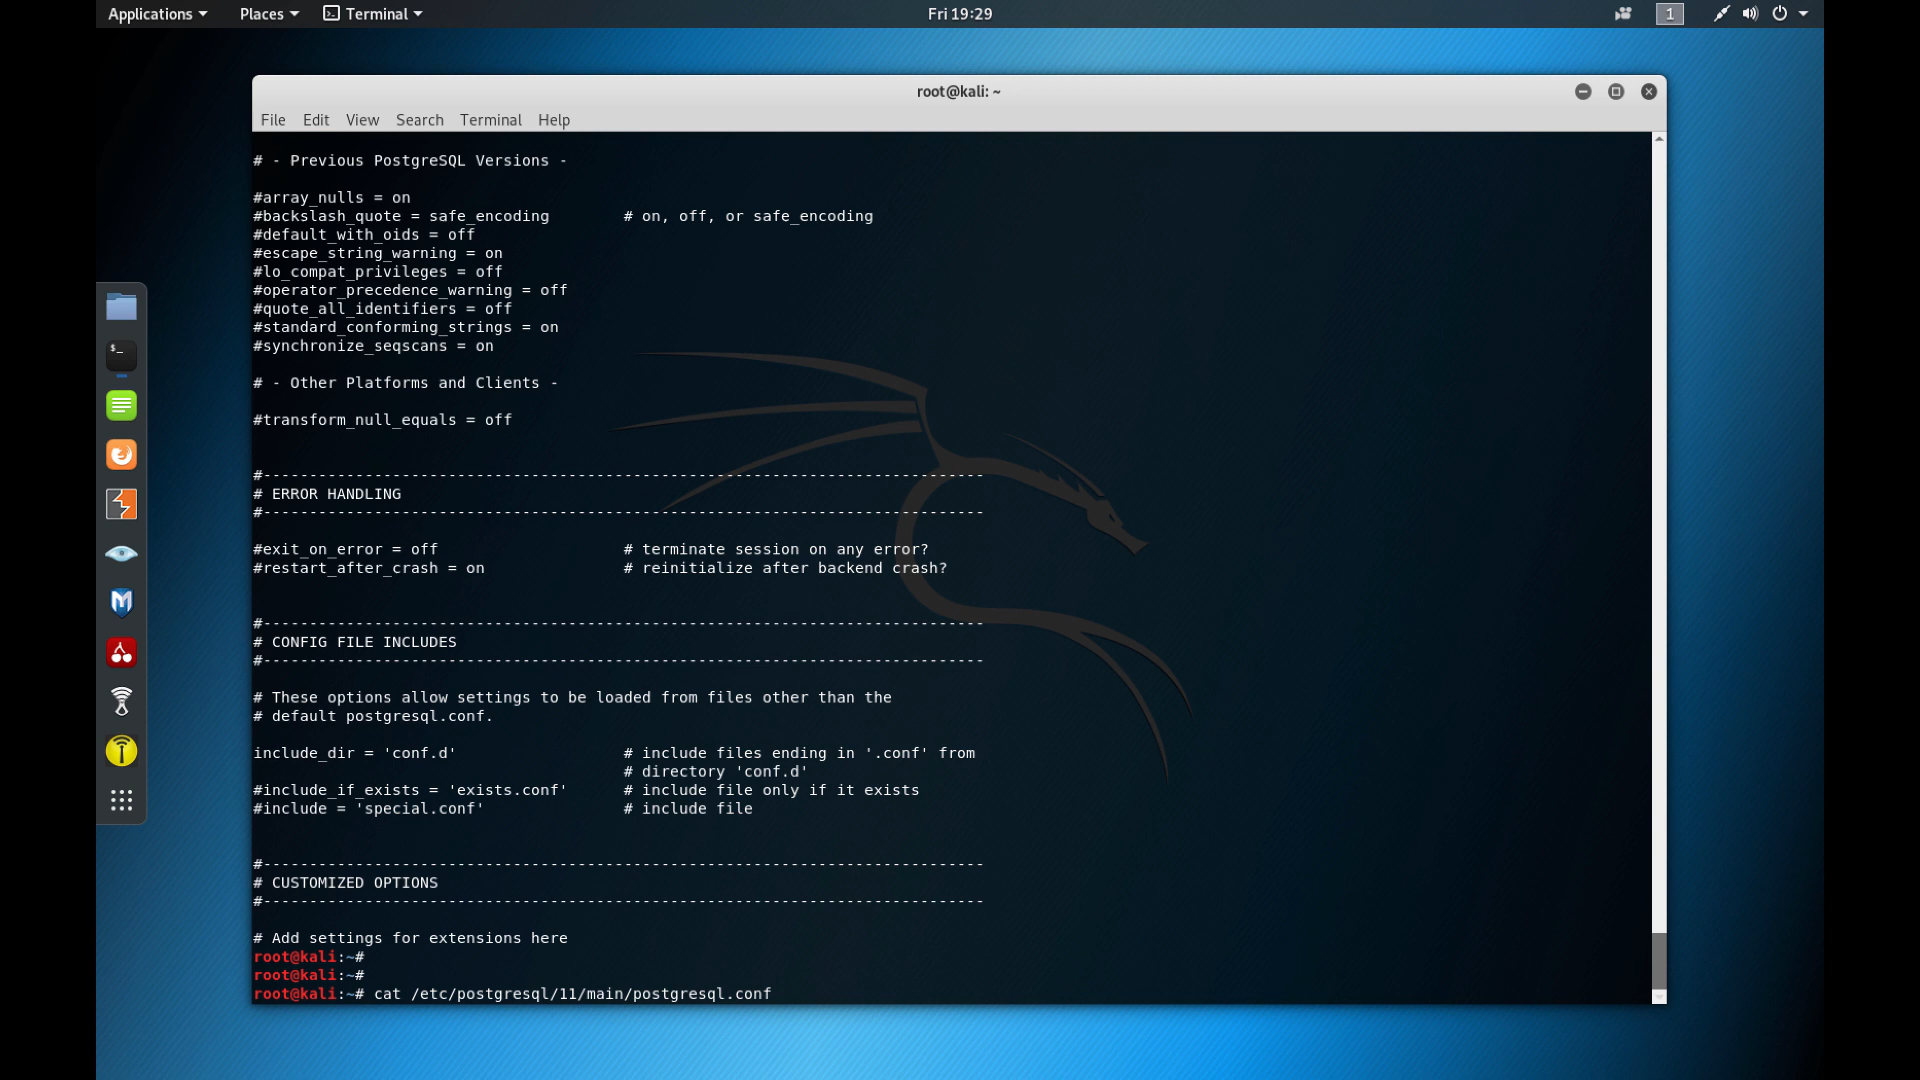 Applications Places Terminal Fri 19:29 1
root@kali: ~
File Edit View Search Terminal Help
# - Previous PostgreSQL Versions -
#array_nulls = on
#backslash_quote = safe_encoding # on, off, or safe_encoding
#default_with_oids = off
#escape_string_warning = on
#lo_compat_privileges = off
#operator_precedence_warning = off
#quote_all_identifiers = off
#standard_conforming_strings = on
#synchronize_seqscans = on
# - Other Platforms and Clients -
#transform_null_equals = off
#------------------------------------------------------------------------------
# ERROR HANDLING
#------------------------------------------------------------------------------
#exit_on_error = off # terminate session on any error?
#restart_after_crash = on # reinitialize after backend crash?
#------------------------------------------------------------------------------
# CONFIG FILE INCLUDES
#------------------------------------------------------------------------------
# These options allow settings to be loaded from files other than the
# default postgresql.conf.
include_dir = 'conf.d' # include files ending in '.conf' from
# directory 'conf.d'
#include_if_exists = 'exists.conf' # include file only if it exists
#include = 'special.conf' # include file
#------------------------------------------------------------------------------
# CUSTOMIZED OPTIONS
#------------------------------------------------------------------------------
# Add settings for extensions here
root@kali:~#
root@kali:~#
root@kali:~# cat /etc/postgresql/11/main/postgresql.conf